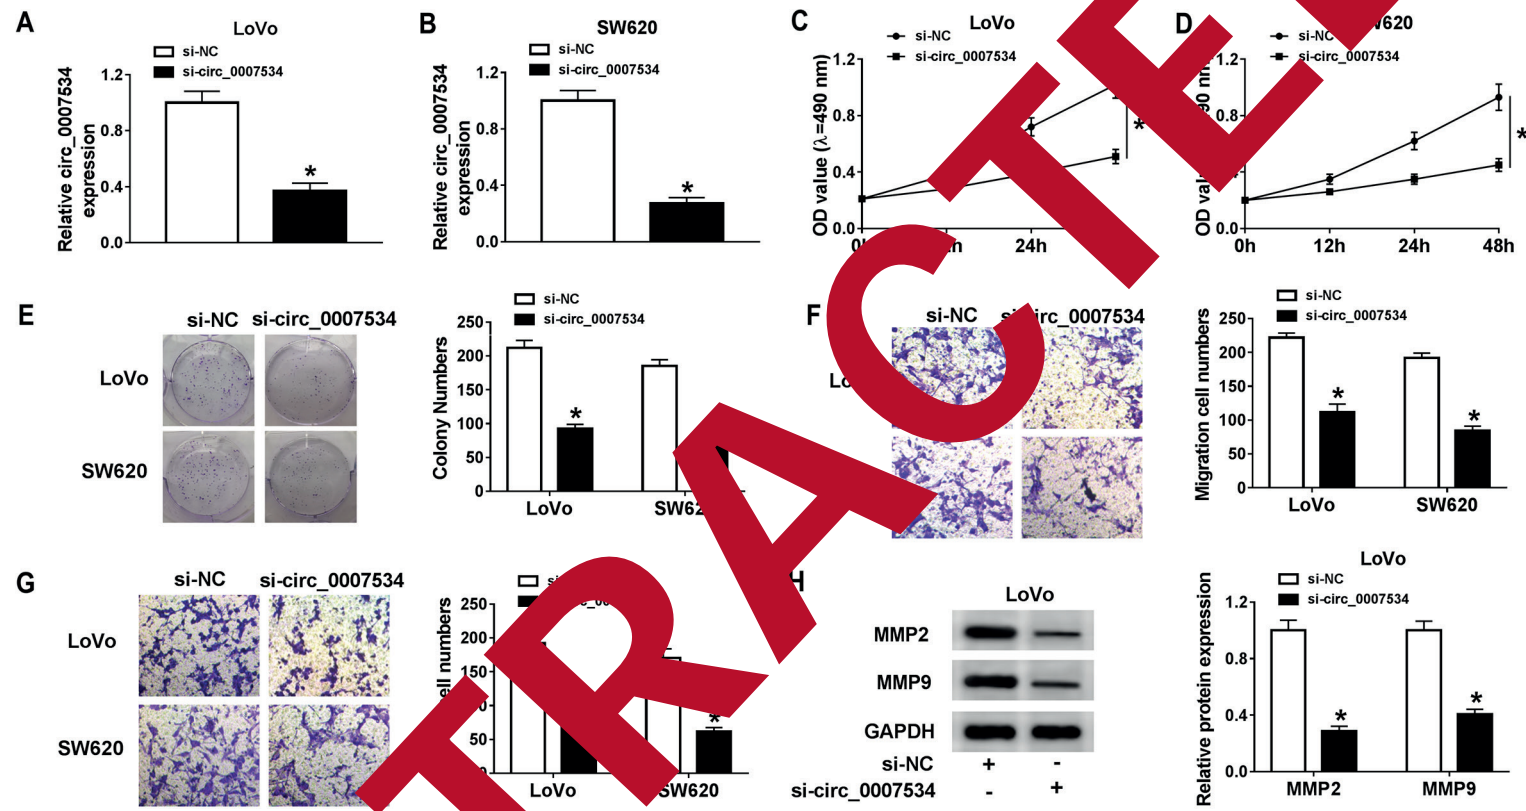 A
LoVo
si-NC
si-circ_0007534
Relative circ_0007534
expression
1.2
0.8
0.4
0.0
*
B
SW620
si-NC
si-circ_0007534
Relative circ_0007534
expression
1.2
0.8
0.4
0.0
*
C
LoVo
si-NC
si-circ_0007534
OD value (λ=490 nm)
1.2
0.8
0.4
0.0
24h
*
D
W620
si-NC
si-circ_0007534
1.2
0.0
0h
12h
24h
48h
*
E
si-NC
si-circ_0007534
LoVo
SW620
si-NC
si-circ_0007534
Colony Numbers
250
200
150
100
50
0
*
LoVo
SW62
F
si-NC
circ_0007534
si-NC
si-circ_0007534
Migration cell numbers
250
200
150
100
50
0
*
*
LoVo
SW620
G
si-NC
si-circ_0007534
LoVo
SW620
250
200
150
50
numbers
*
LoVo
SW620
H
LoVo
MMP2
MMP9
GAPDH
si-NC + -
si-circ_0007534 - +
LoVo
si-NC
si-circ_0007534
Relative protein expression
1.2
0.8
0.4
0.0
*
*
MMP2
MMP9
TRACTE